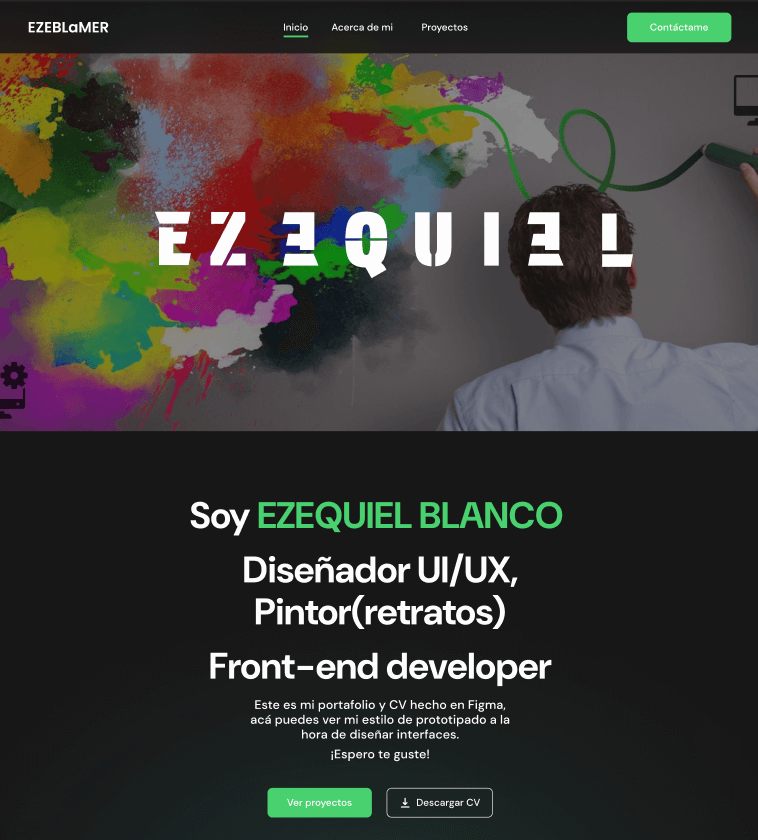 EZEBLaMER
Inicio Acerca de mi Proyectos
Contáctame
EZEQUIEL
Soy EZEQUIEL BLANCO
Diseñador UI/UX,
Pintor(retratos)
Front-end developer
Este es mi portafolio y CV hecho en Figma,
acá puedes ver mi estilo de prototipado a la
hora de diseñar interfaces.
¡Espero te guste!
Ver proyectos
Descargar CV